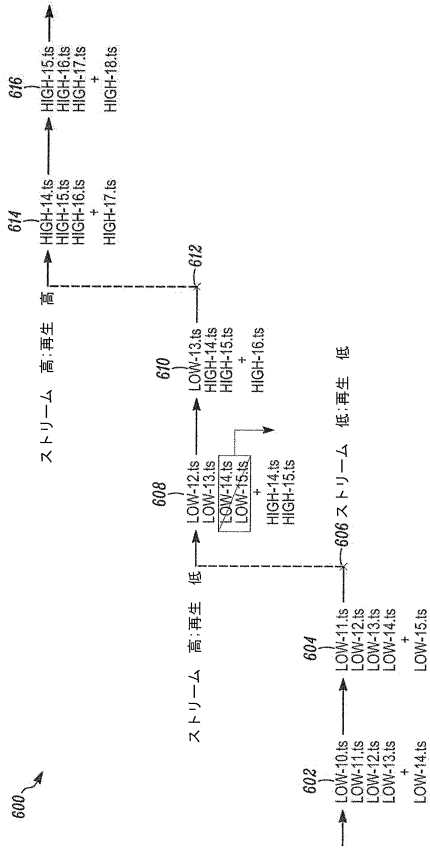 600
602
LOW-10.ts
LOW-11.ts
LOW-12.ts
LOW-13.ts
+
LOW-14.ts
604
LOW-11.ts
LOW-12.ts
LOW-13.ts
LOW-14.ts
+
LOW-15.ts
606 ストリーム 低;再生 低
ストリーム 高;再生 低
608
LOW-12.ts
LOW-13.ts
LOW-14.ts
LOW-15.ts
+
HIGH-14.ts
HIGH-15.ts
610
LOW-13.ts
HIGH-14.ts
HIGH-15.ts
+
HIGH-16.ts
612
ストリーム 高;再生 高
614
HIGH-14.ts
HIGH-15.ts
HIGH-16.ts
+
HIGH-17.ts
616
HIGH-15.ts
HIGH-16.ts
HIGH-17.ts
+
HIGH-18.ts